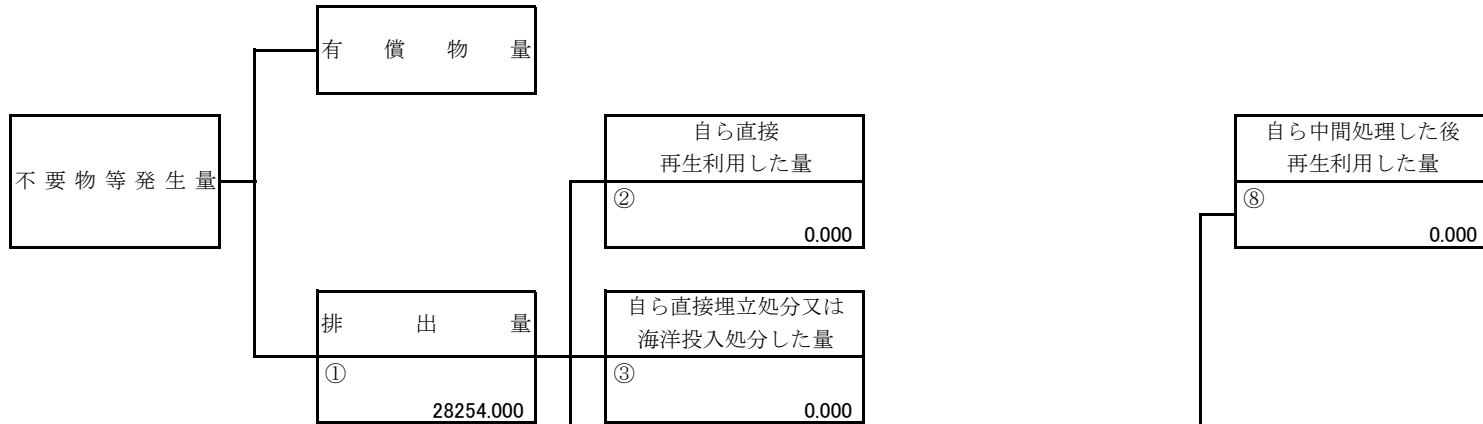 有償物量
不要物等発生量
自ら直接
再生利用した量
②
0.000
自ら中間処理した後
再生利用した量
⑧
0.000
排出量
①
28254.000
自ら直接埋立処分又は
海洋投入処分した量
③
0.000